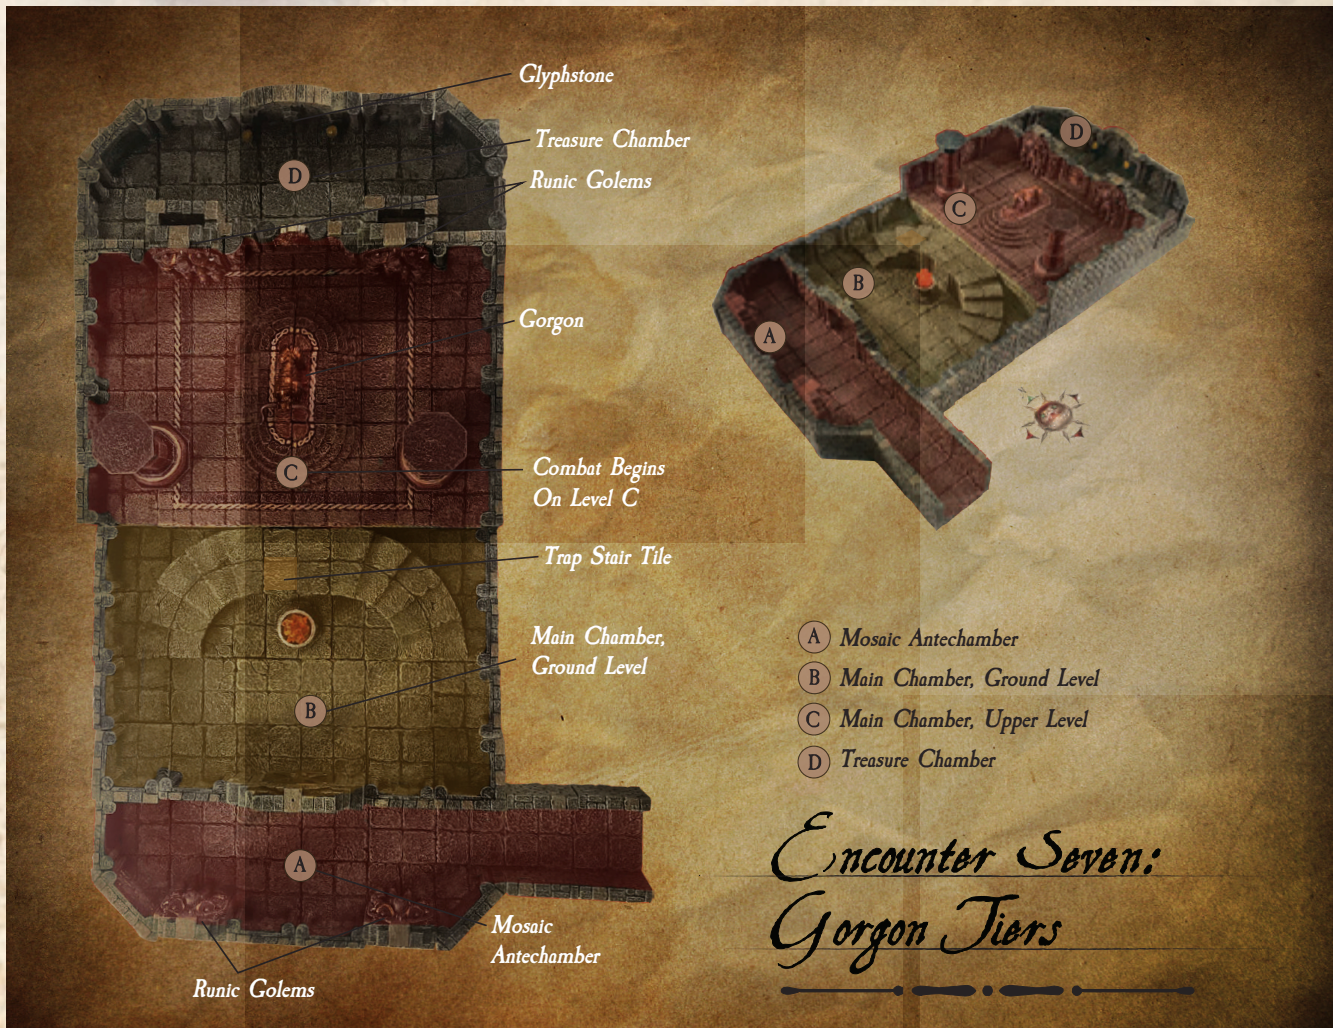 Glyphstone
Treasure Chamber
Runic Golems
D
Gorgon
C
Combat Begins
On Level C
Trap Stair Tile
Main Chamber,
Ground Level
B
A
Mosaic
Antechamber
Runic Golems
D
C
B
A
A Mosaic Antechamber
B Main Chamber, Ground Level
C Main Chamber, Upper Level
D Treasure Chamber
Encounter Seven:
Gorgon Tiers